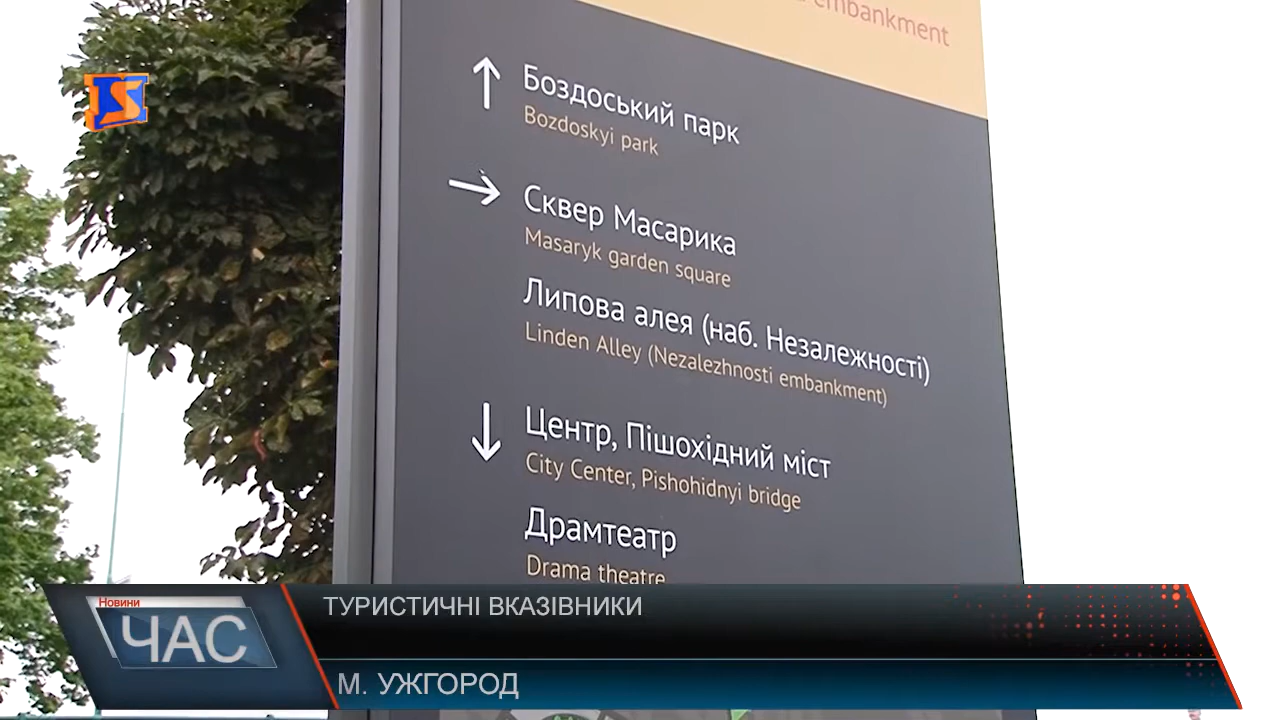 embankment
Боздоський парк
Bozdoskyi park
Сквер Масарика
Masaryk garden square
Липова алея (наб. Незалежності)
Linden Alley (Nezalezhnosti embankment)
Центр, Пішохідний міст
City Center, Pishohidnyi bridge
Драмтеатр
Drama theatre
Новини
ЧАС
ТУРИСТИЧНІ ВКАЗІВНИКИ
М. УЖГОРОД